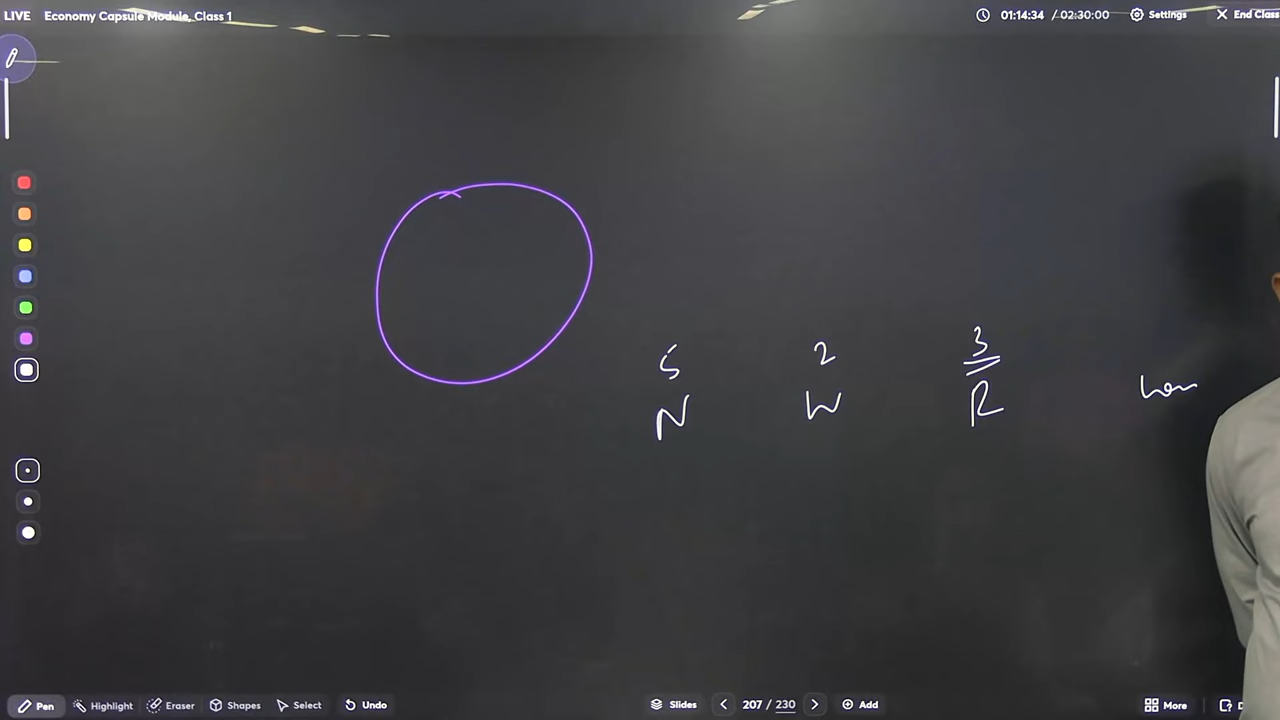 LIVE Economy Capsule Module, Class 1 01:14:34 / 02:30:00 Settings End Class
5 2 3
N W R
Pen Highlight Eraser Shapes Select Undo Slides 207 / 230 Add More